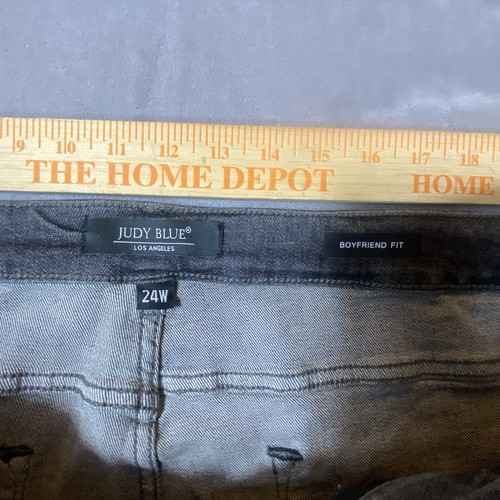 9 10 11 12 13 14 15 16 17 18
THE HOME DEPOT HOME
JUDY BLUE®
LOS ANGELES
BOYFRIEND FIT
24W